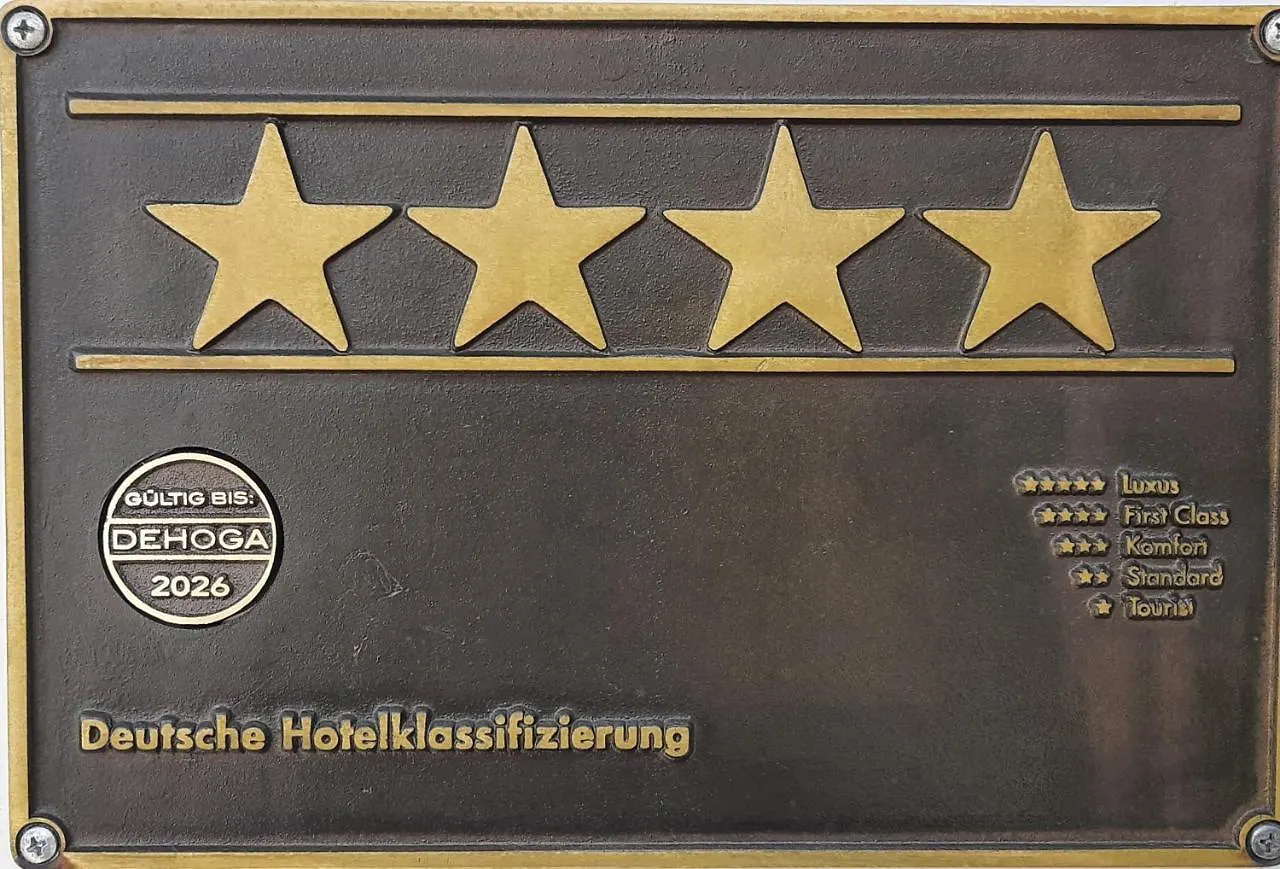 GÜLTIG BIS:
DEHOGA
2026
Luxus
First Class
Komfort
Standard
Tourist
Deutsche Hotelklassifizierung